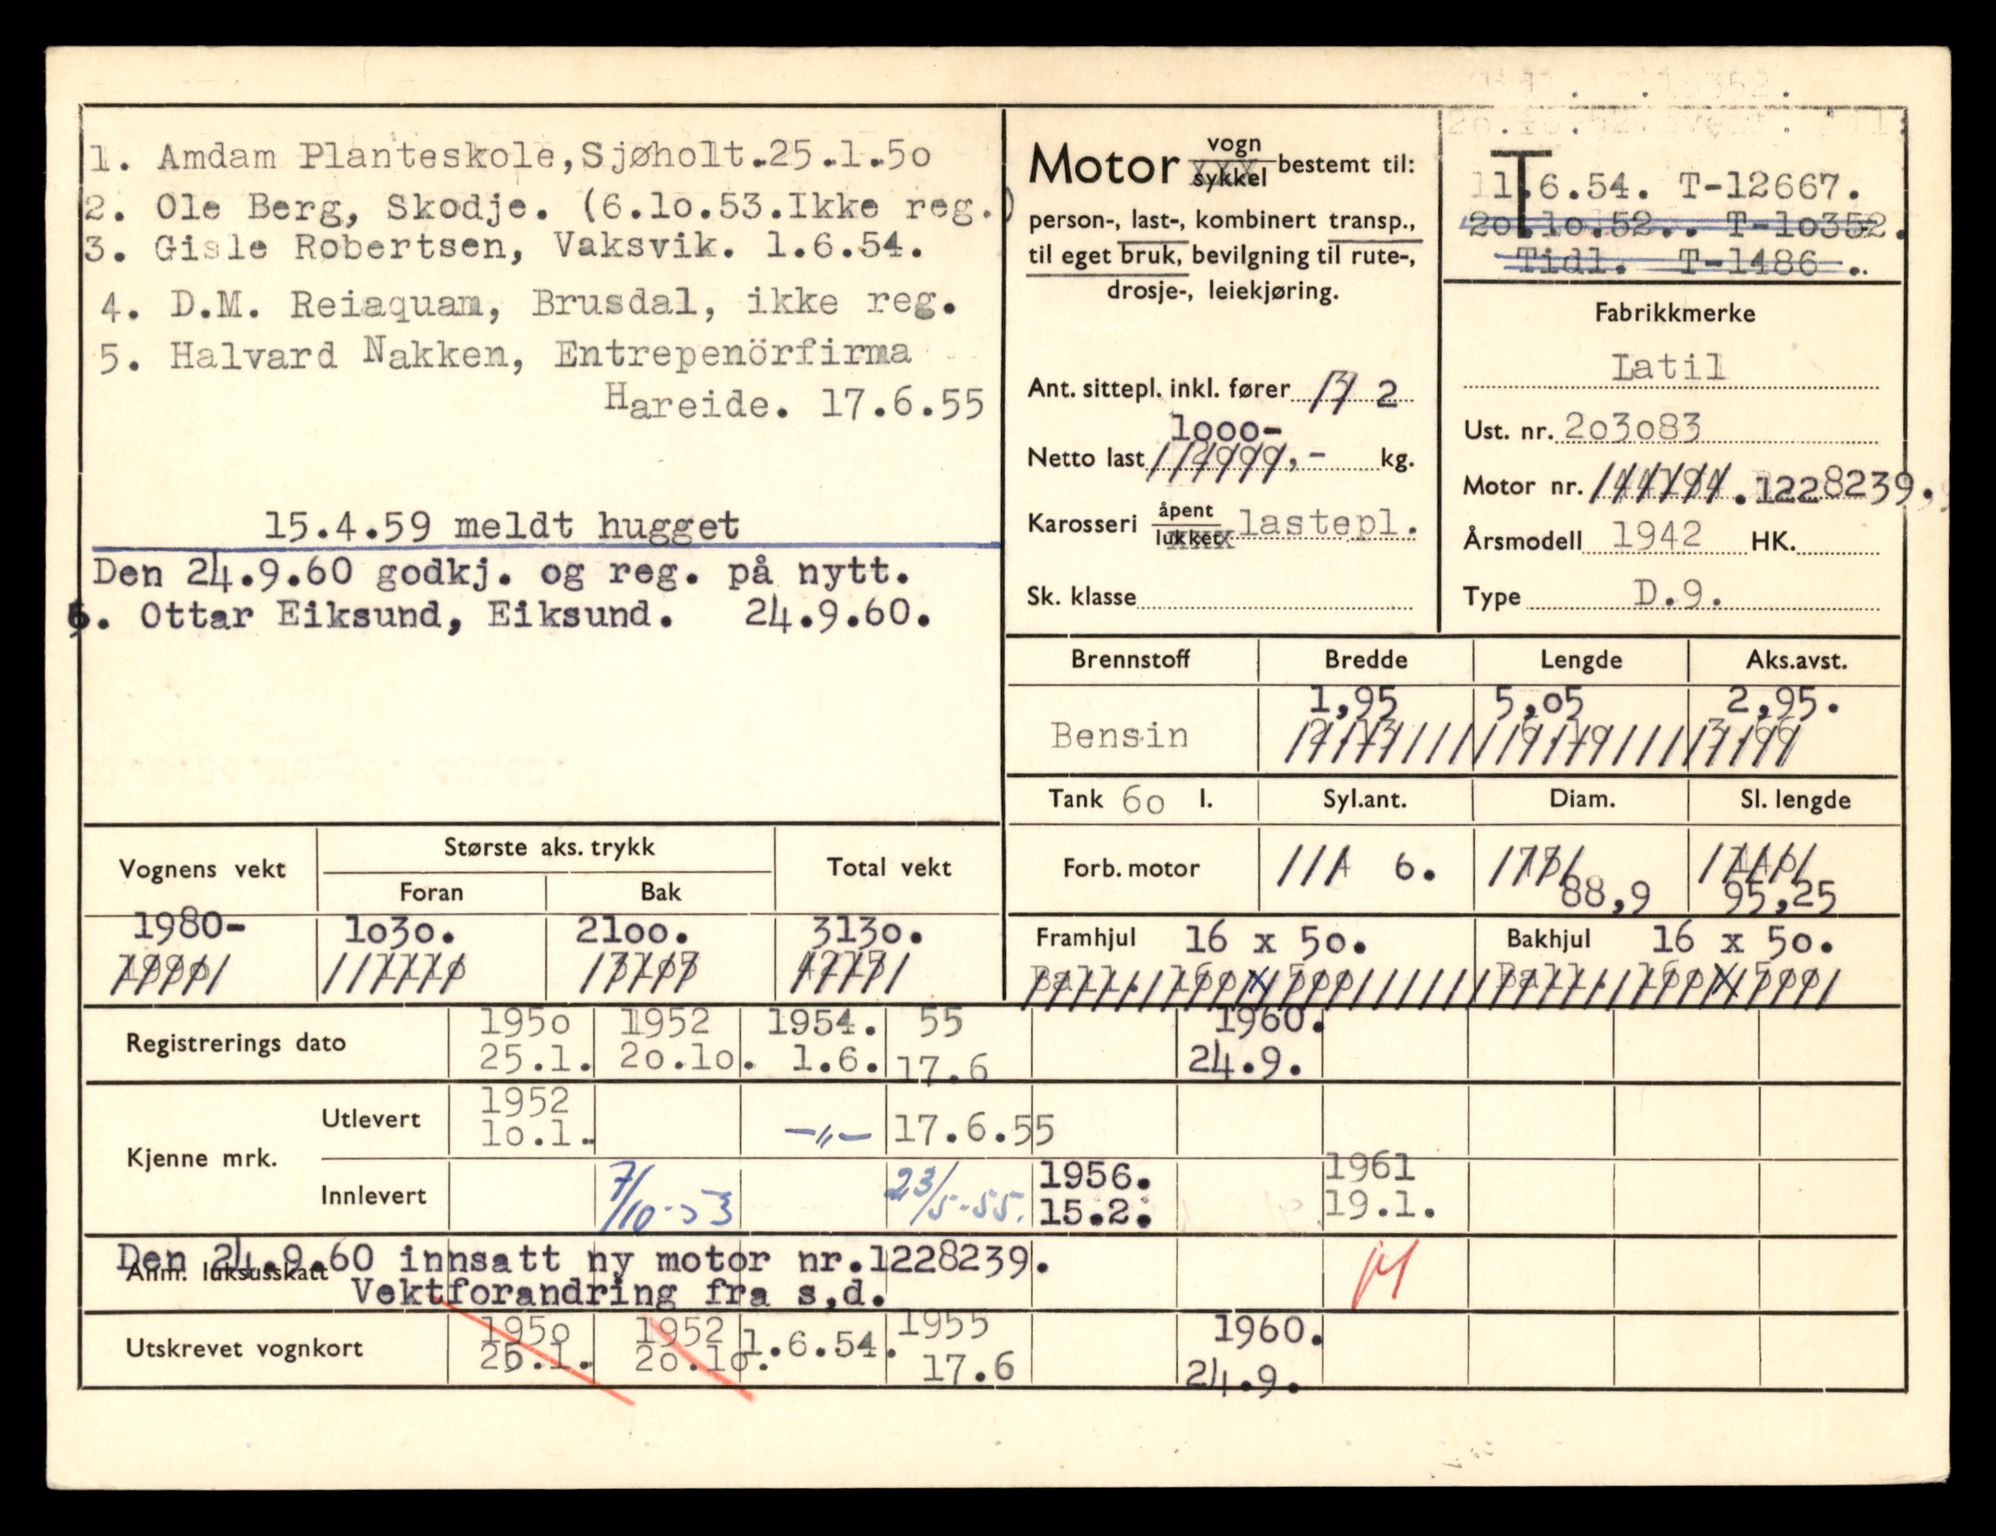 1. Amdam Planteskole, Sjøholt. 25.1.50
2. Ole Berg, Skodje. (6.10.53. Ikke reg.)
3. Gisle Robertsen, Vaksvik. 1.6.54.
4. D.M. Reiaquam, Brusdal, ikke reg.
5. Halvard Nakken, Entrepenörfirma
Hareide. 17.6.55
15.4.59 meldt hugget
Den 24.9.60 godkj. og reg. på nytt.
6. Ottar Eiksund, Eiksund. 24.9.60.
Motor vogn sykkel bestemt til:
person-, last-, kombinert transp.,
til eget bruk, bevilgning til rute-,
drosje-, leiekjøring.
Ant. sittepl. inkl. fører 2
1000-
Netto last ,- kg.
Karosseri åpent lukket lastepl.
Sk. klasse
T
11.6.54. T-12667.
20.10.52.. T-10352.
Tidl. T-1486 .
Fabrikkmerke
Latil
Ust. nr. 203083
Motor nr. .1228239.
Årsmodell 1942 HK.
Type D.9.
Brennstoff Bredde Lengde Aks.avst.
1,95 5,05 2,95.
Bensin
Tank 60 l. Syl.ant. Diam. Sl. lengde
Forb. motor 6. 88,9 95,25
Framhjul 16 x 50. Bakhjul 16 x 50.
Vognens vekt Største aks. trykk Total vekt
Foran Bak
1980- 1030. 2100. 3130.
Registrerings dato 1950 25.1. 1952 20.10. 1954. 1.6. 55 17.6 1960. 24.9.
Kjenne mrk.
Utlevert 1952 10.1. -"- 17.6.55
Innlevert 7/10-53 23/5-55. 1956. 15.2. 1961 19.1.
Den 24.9.60 innsatt ny motor nr.1228239.
Anm. luksusskatt
Vektforandring fra s.d.
Utskrevet vognkort 1950 25.1. 1952 20.10. 1.6.54. 1955 17.6 1960. 24.9.